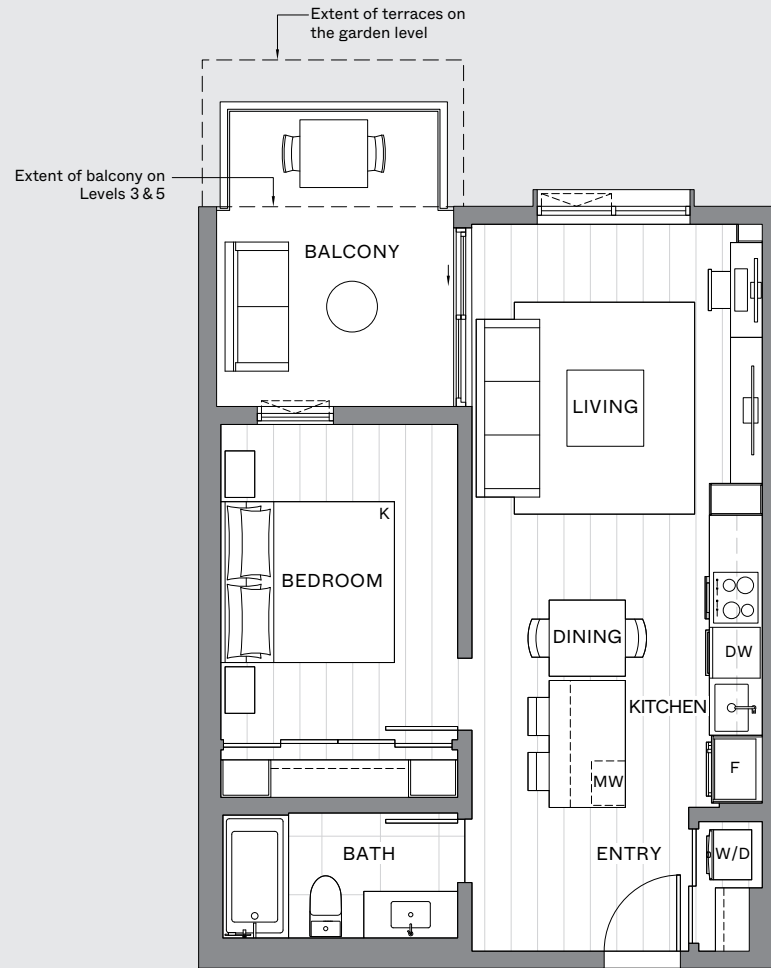 Extent of terraces on
the garden level
Extent of balcony on
Levels 3 & 5
BALCONY
LIVING
K
BEDROOM
DINING
DW
KITCHEN
F
MW
BATH
ENTRY
W/D